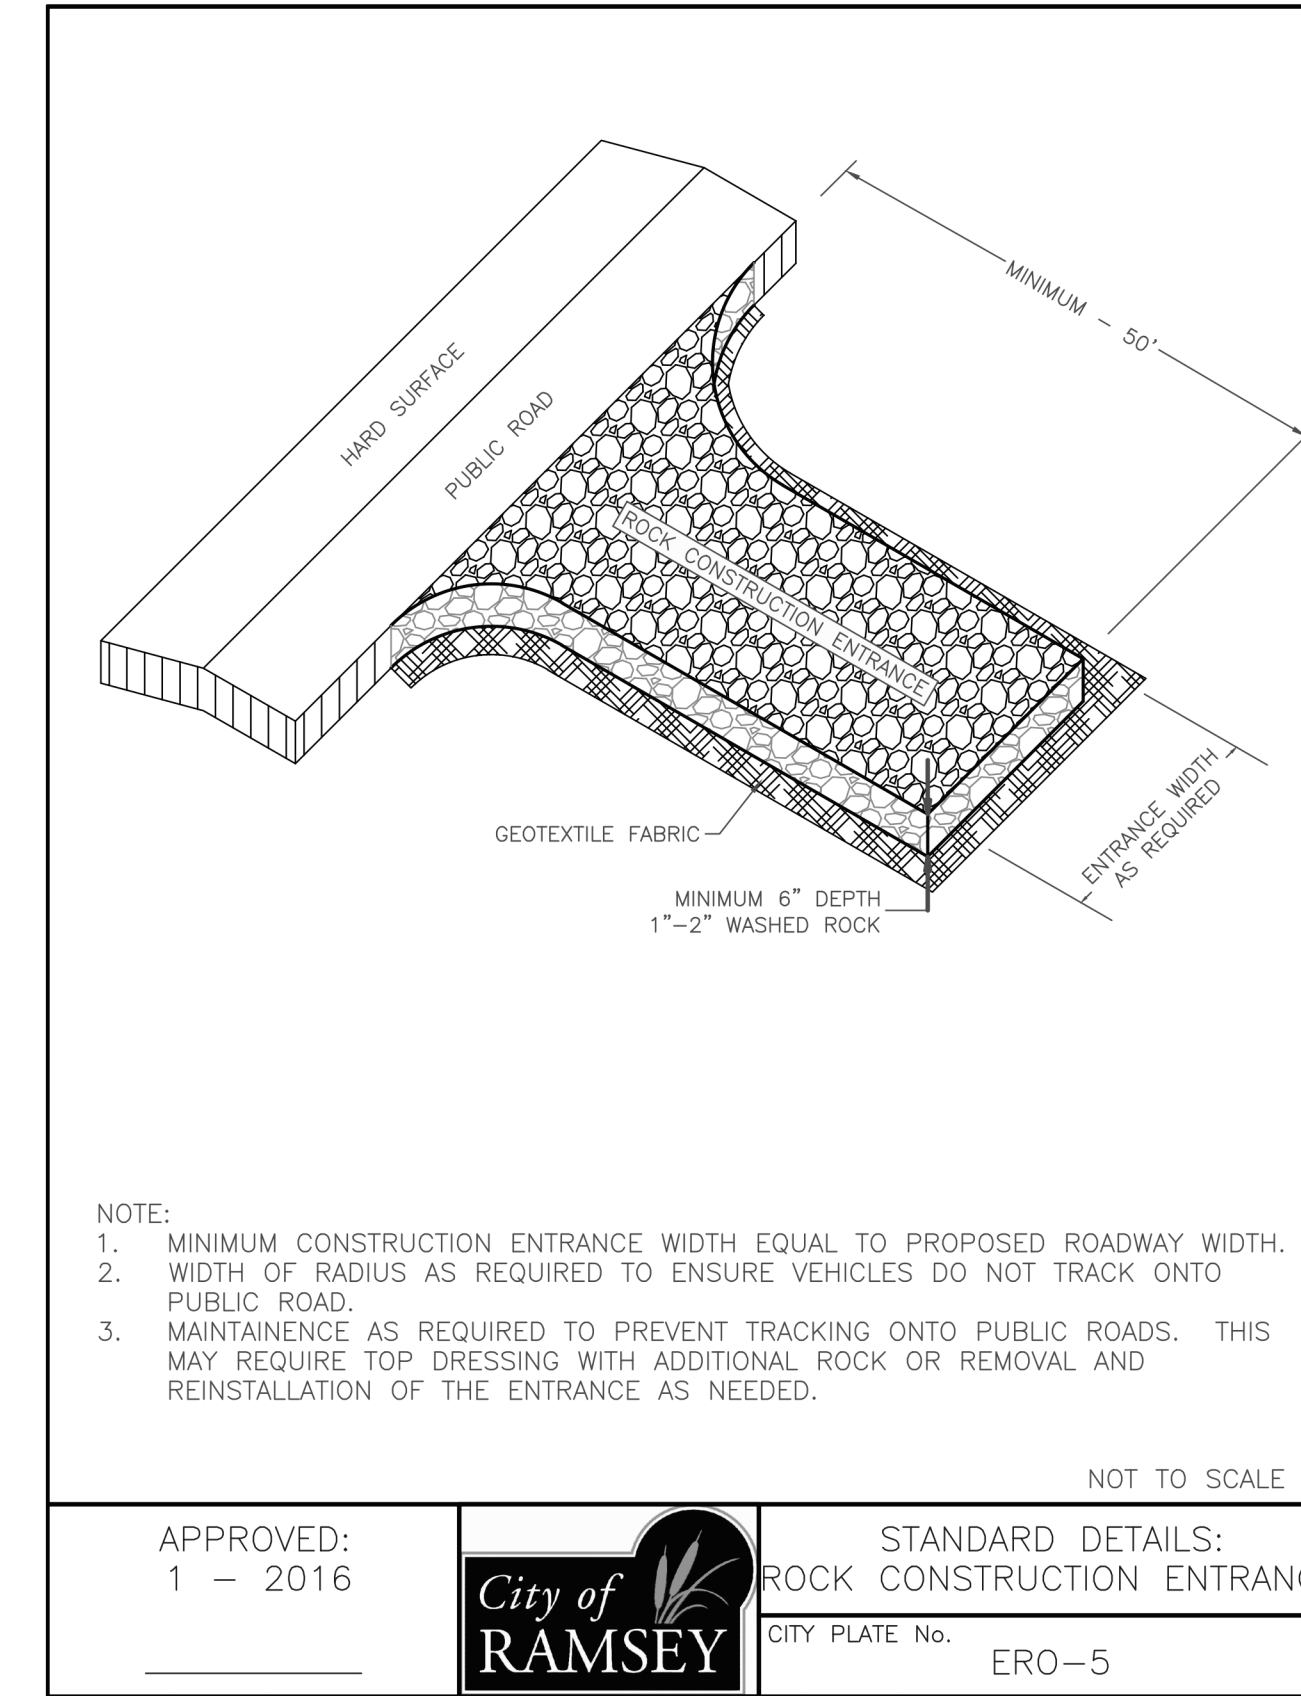 MINIMUM - 50'
HARD SURFACE
PUBLIC ROAD
ROCK CONSTRUCTION ENTRANCE
ENTRANCE WIDTH
AS REQUIRED
GEOTEXTILE FABRIC
MINIMUM 6" DEPTH
1"-2" WASHED ROCK
NOTE:
1. MINIMUM CONSTRUCTION ENTRANCE WIDTH EQUAL TO PROPOSED ROADWAY WIDTH.
2. WIDTH OF RADIUS AS REQUIRED TO ENSURE VEHICLES DO NOT TRACK ONTO
PUBLIC ROAD.
3. MAINTAINENCE AS REQUIRED TO PREVENT TRACKING ONTO PUBLIC ROADS. THIS
MAY REQUIRE TOP DRESSING WITH ADDITIONAL ROCK OR REMOVAL AND
REINSTALLATION OF THE ENTRANCE AS NEEDED.
NOT TO SCALE
APPROVED:
1 - 2016
City of
RAMSEY
STANDARD DETAILS:
ROCK CONSTRUCTION
CITY PLATE No.
ERO-5